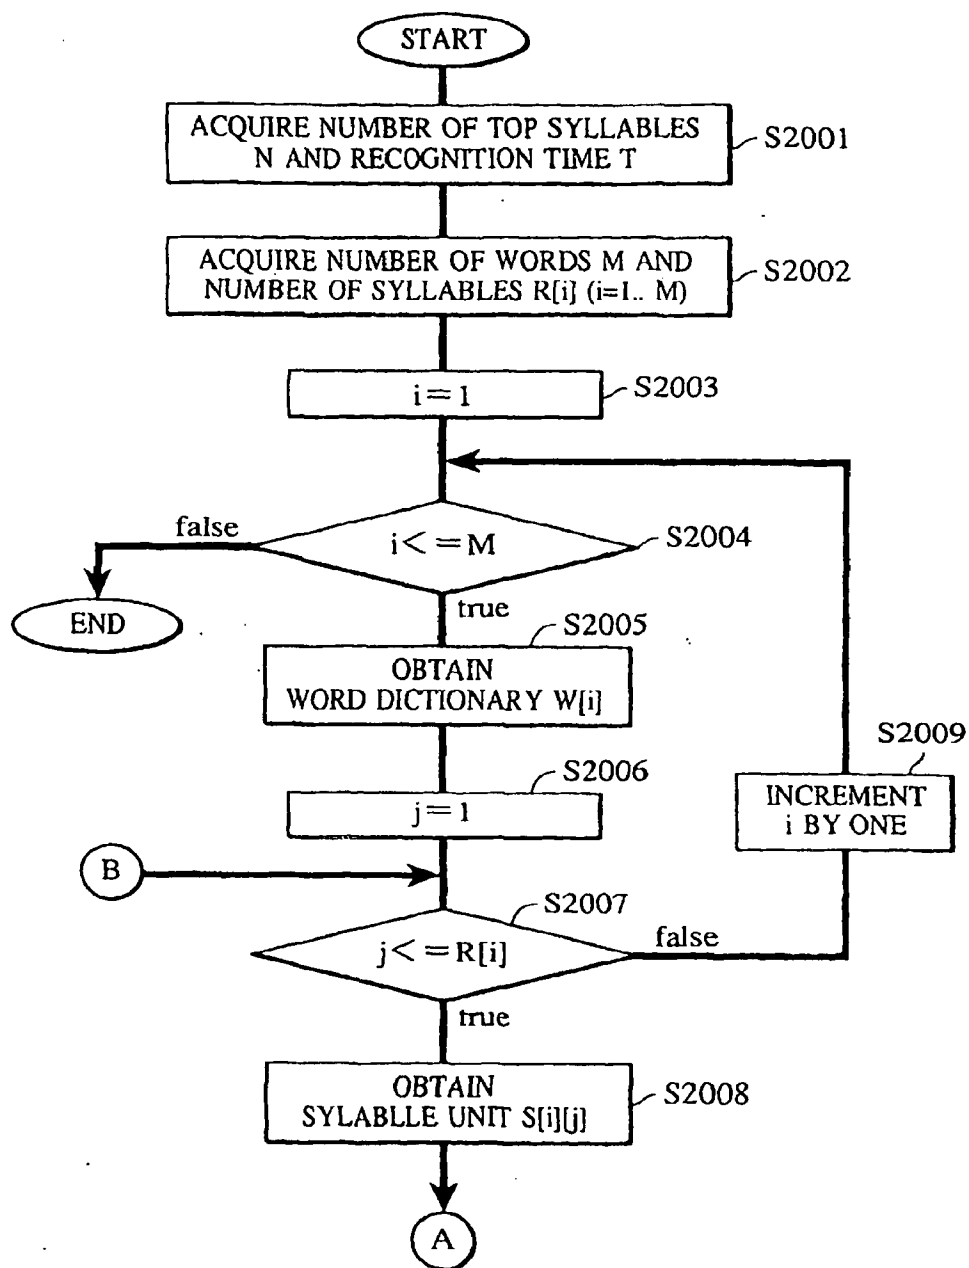 START
ACQUIRE NUMBER OF TOP SYLLABLES
N AND RECOGNITION TIME T
S2001
ACQUIRE NUMBER OF WORDS M AND
NUMBER OF SYLLABLES R[i] (i=1.. M)
S2002
i=1
S2003
false
i<=M
S2004
END
true
S2005
OBTAIN
WORD DICTIONARY W[i]
S2006
j=1
S2009
INCREMENT
i BY ONE
B
S2007
j<=R[i]
false
true
OBTAIN
SYLABLLE UNIT S[i][j]
S2008
A